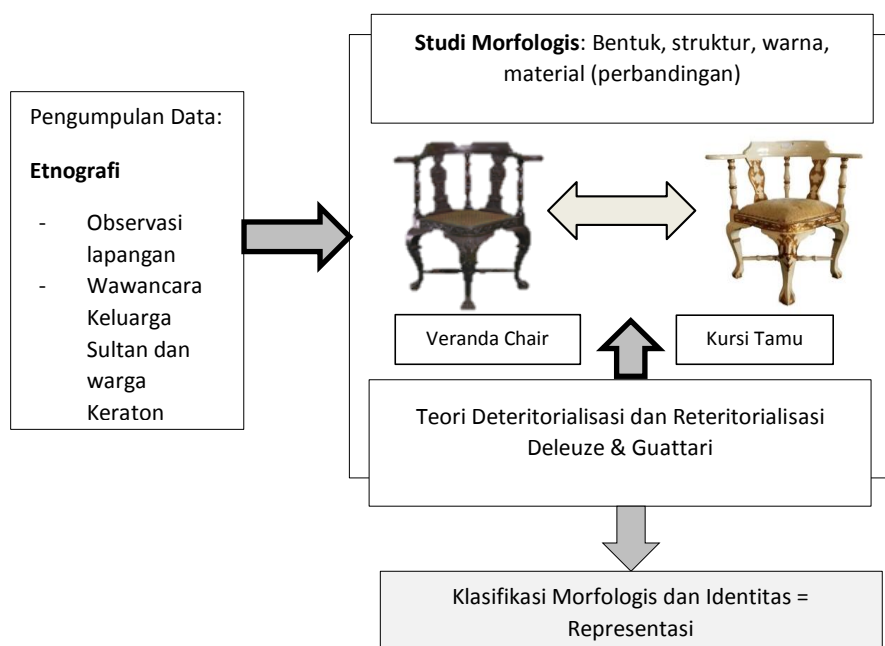 Pengumpulan Data:
Etnografi
- Observasi
lapangan
- Wawancara
Keluarga
Sultan dan
warga
Keraton
Studi Morfologis: Bentuk, struktur, warna,
material (perbandingan)
Veranda Chair
Kursi Tamu
Teori Deteritorialisasi dan Reteritorialisasi
Deleuze & Guattari
Klasifikasi Morfologis dan Identitas =
Representasi